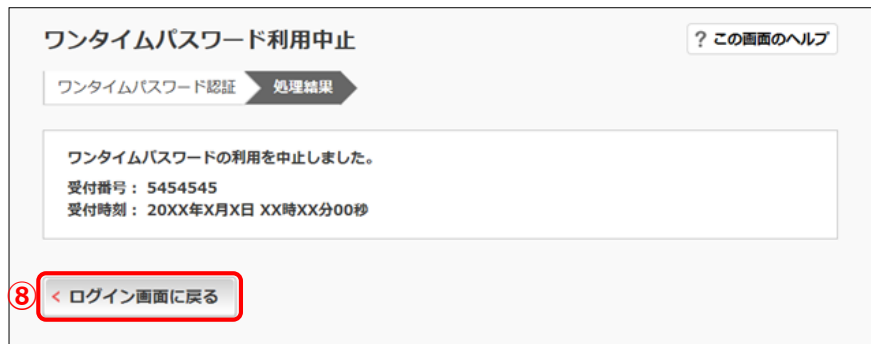 ワンタイムパスワード利用中止
? この画面のヘルプ
ワンタイムパスワード認証
処理結果
ワンタイムパスワードの利用を中止しました。
受付番号： 5454545
受付時刻： 20XX年X月X日 XX時XX分00秒
⑧
< ログイン画面に戻る